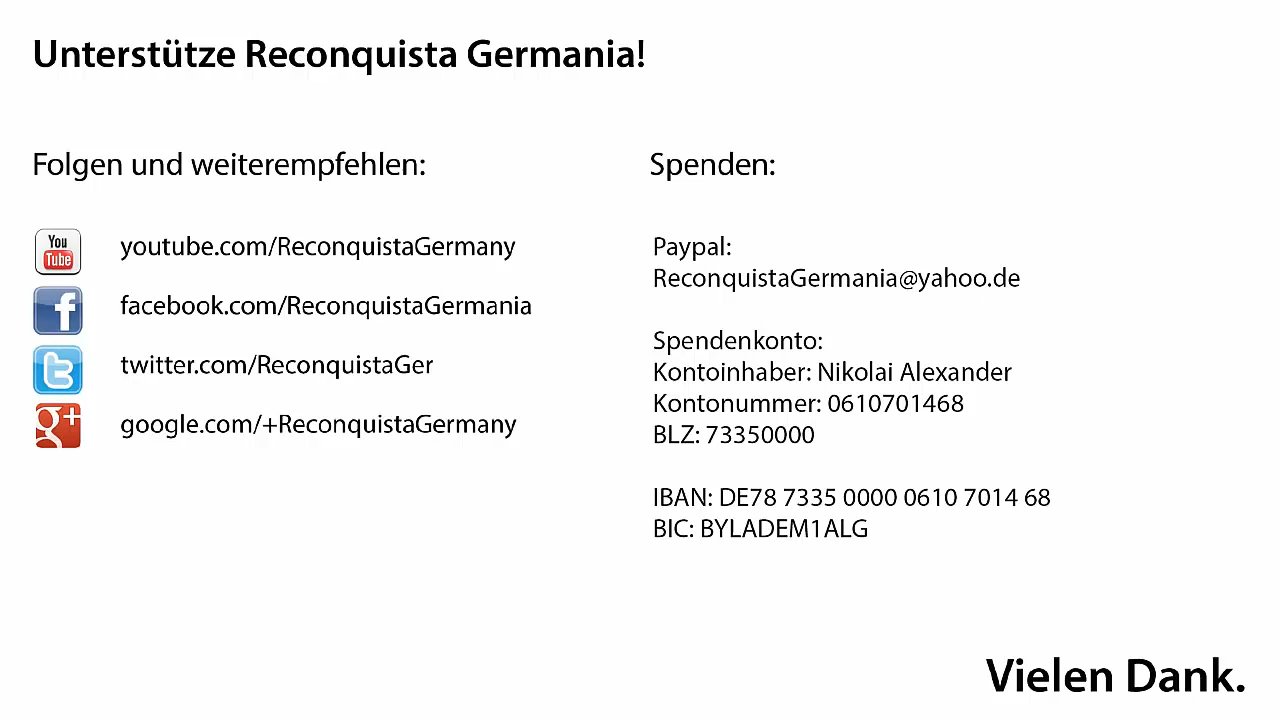 Unterstütze Reconquista Germania!
Folgen und weiterempfehlen:
You
Tube
youtube.com/ReconquistaGermany
f
facebook.com/ReconquistaGermania
t
twitter.com/ReconquistaGer
g+
google.com/+ReconquistaGermany
Spenden:
Paypal:
ReconquistaGermania@yahoo.de
Spendenkonto:
Kontoinhaber: Nikolai Alexander
Kontonummer: 0610701468
BLZ: 73350000
IBAN: DE78 7335 0000 0610 7014 68
BIC: BYLADEM1ALG
Vielen Dank.